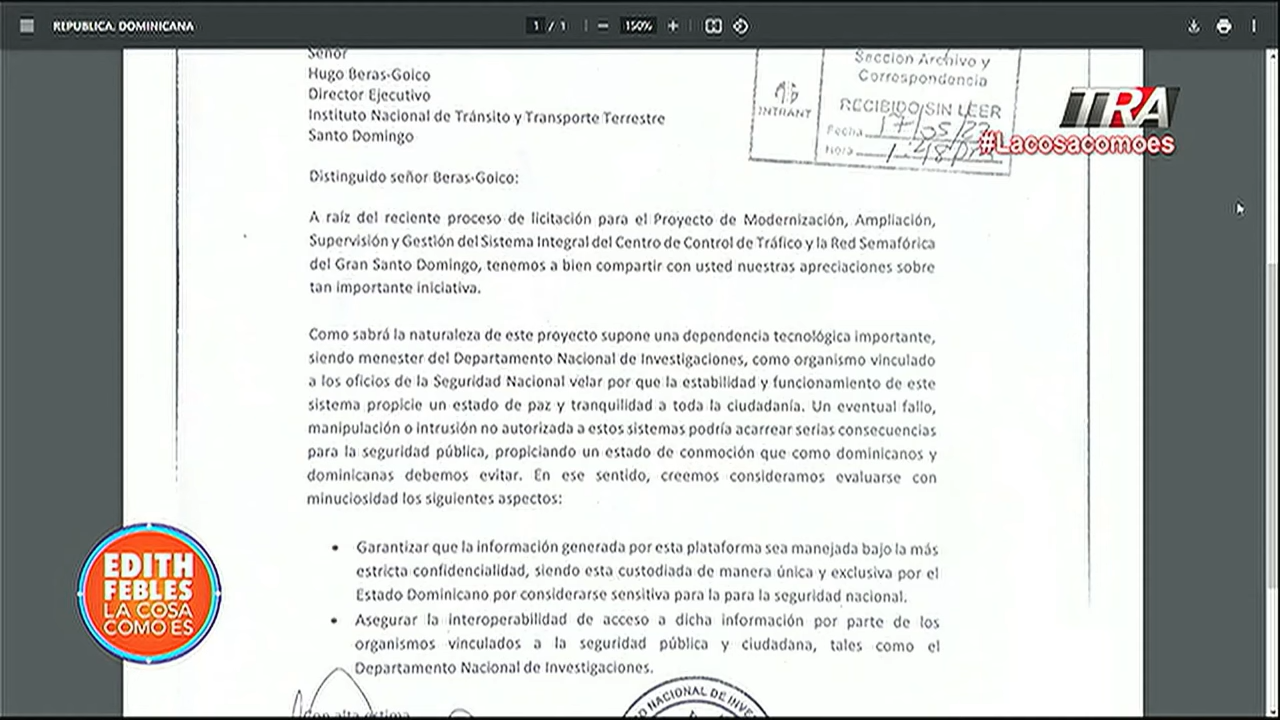 REPUBLICA. DOMINICANA
1 / 1
150%
Señor
Hugo Beras-Goico
Director Ejecutivo
Instituto Nacional de Tránsito y Transporte Terrestre
Santo Domingo
INTRANT
Seccion Archivo y
Correspondencia
RECIBIDO SIN LEER
Fecha 17/05/23
Hora
TRA
#Lacosacomoes
Distinguido señor Beras-Goico:
A raíz del reciente proceso de licitación para el Proyecto de Modernización, Ampliación,
Supervisión y Gestión del Sistema Integral del Centro de Control de Tráfico y la Red Semafórica
del Gran Santo Domingo, tenemos a bien compartir con usted nuestras apreciaciones sobre
tan importante iniciativa.
Como sabrá la naturaleza de este proyecto supone una dependencia tecnológica importante,
siendo menester del Departamento Nacional de Investigaciones, como organismo vinculado
a los oficios de la Seguridad Nacional velar por que la estabilidad y funcionamiento de este
sistema propicie un estado de paz y tranquilidad a toda la ciudadanía. Un eventual fallo,
manipulación o intrusión no autorizada a estos sistemas podría acarrear serias consecuencias
para la seguridad pública, propiciando un estado de conmoción que como dominicanos y
dominicanas debemos evitar. En ese sentido, creemos consideramos evaluarse con
minuciosidad los siguientes aspectos:
• Garantizar que la información generada por esta plataforma sea manejada bajo la más
estricta confidencialidad, siendo esta custodiada de manera única y exclusiva por el
Estado Dominicano por considerarse sensitiva para la para la seguridad nacional.
• Asegurar la interoperabilidad de acceso a dicha información por parte de los
organismos vinculados a la seguridad pública y ciudadana, tales como el
Departamento Nacional de Investigaciones.
Con alta estima
NACIONAL DE
EDITH
FEBLES
LA COSA
COMO ES